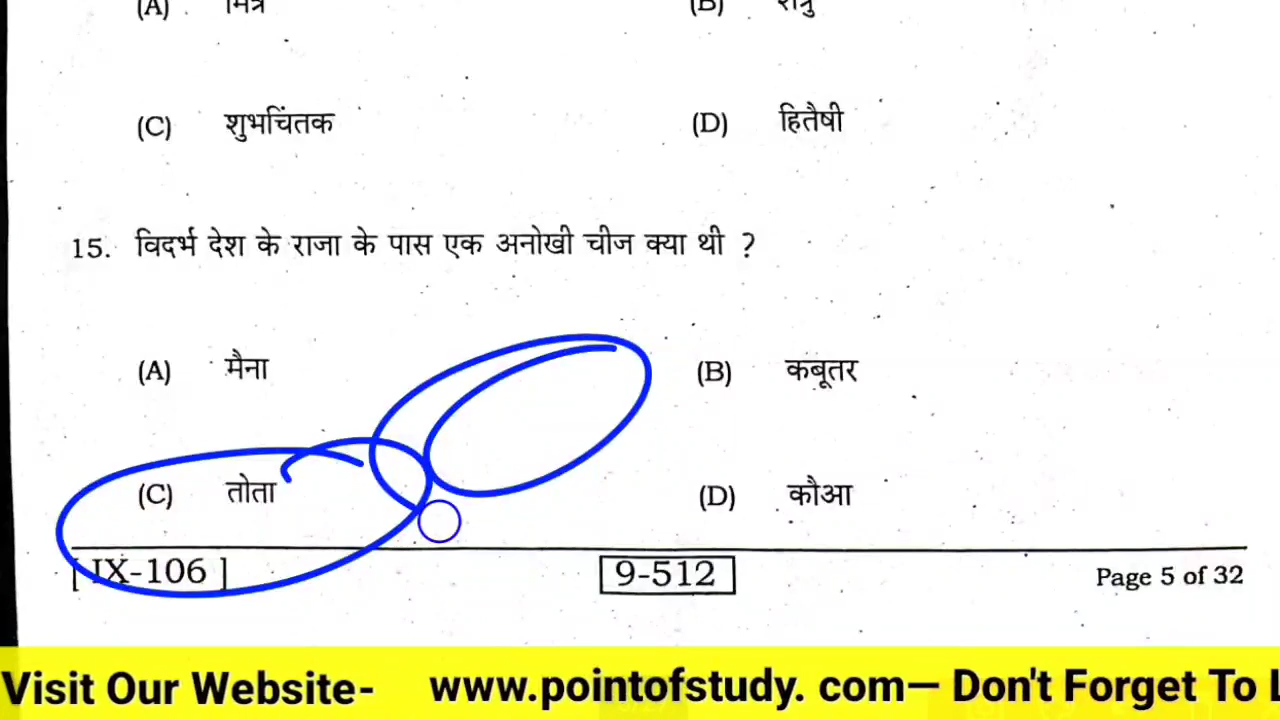 (A) मित्र (B) शत्रु
(C) शुभचिंतक (D) हितैषी
15. विदर्भ देश के राजा के पास एक अनोखी चीज क्या थी ?
(A) मैना (B) कबूतर
(C) तोता (D) कौआ
[ IX-106 ] 9-512 Page 5 of 32
Visit Our Website- www.pointofstudy. com— Don't Forget To